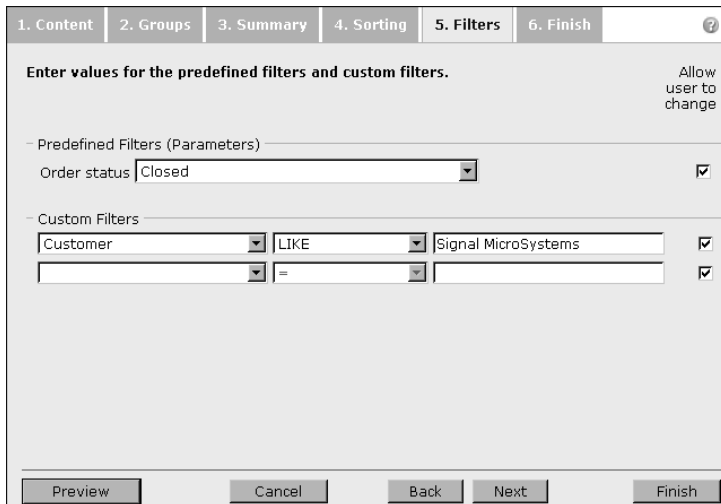 1. Content 2. Groups 3. Summary 4. Sorting 5. Filters 6. Finish ?
Enter values for the predefined filters and custom filters. Allow
user to
change
Predefined Filters (Parameters)
Order status Closed
Custom Filters
Customer LIKE Signal MicroSystems
=
Preview Cancel Back Next Finish